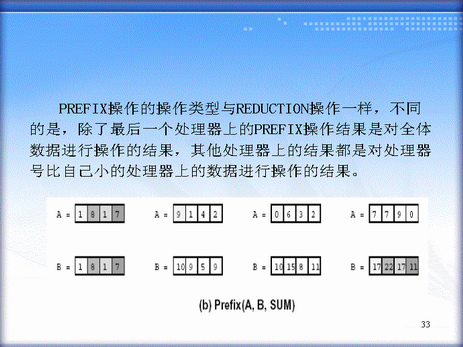 PREFIX操作的操作类型与REDUCTION操作一样，不同
的是，除了最后一个处理器上的PREFIX操作结果是对全体
数据进行操作的结果，其他处理器上的结果都是对处理器
号比自己小的处理器上的数据进行操作的结果。
A = 1 8 1 7 A = 9 1 4 2 A = 0 6 3 2 A = 7 7 9 0
B = 1 8 1 7 B = 10 9 5 9 B = 10 15 8 11 B = 17 22 17 11
(b) Prefix(A, B, SUM)
33